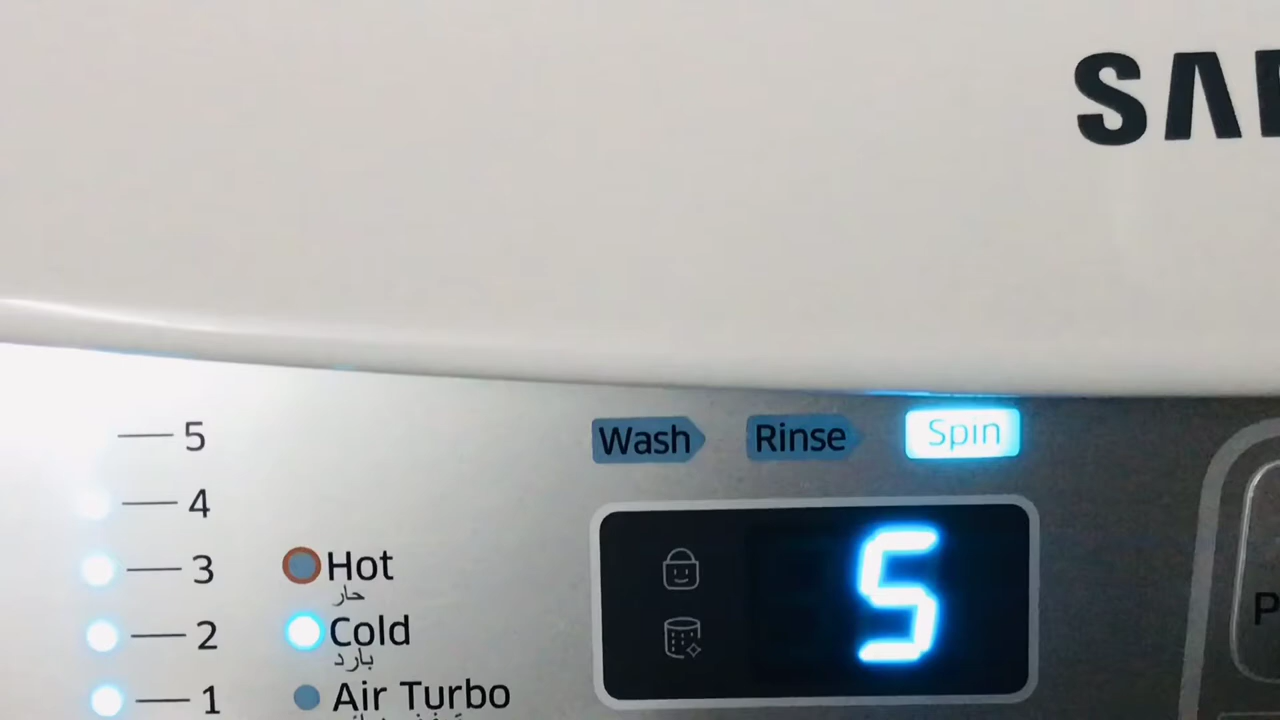 SA
Wash Rinse Spin
5
5
4
3
2
1
Hot
حار
Cold
بارد
Air Turbo
P